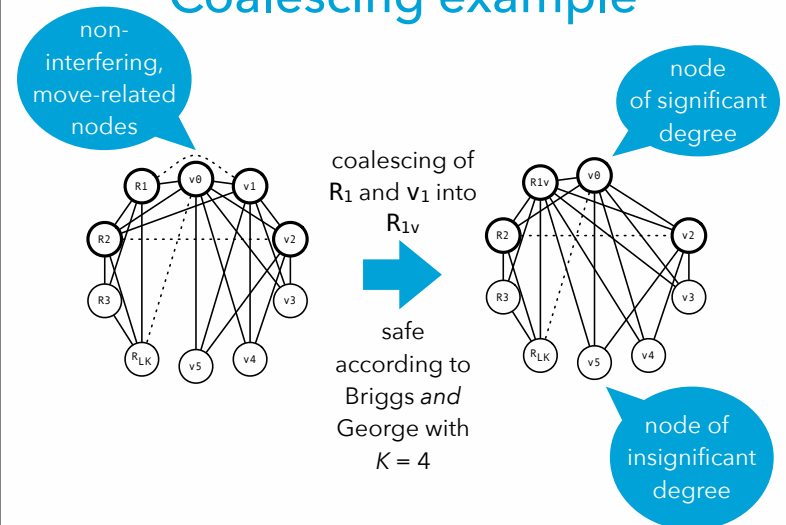 Coalescing example
non-
interfering,
move-related
nodes
node
of significant
degree
coalescing of
R1 and v1 into
R1v
safe
according to
Briggs and
George with
K = 4
node of
insignificant
degree
R1
v0
v1
R2
v2
R3
v3
RLK
v5
v4
R1v
v0
R2
v2
R3
v3
RLK
v5
v4